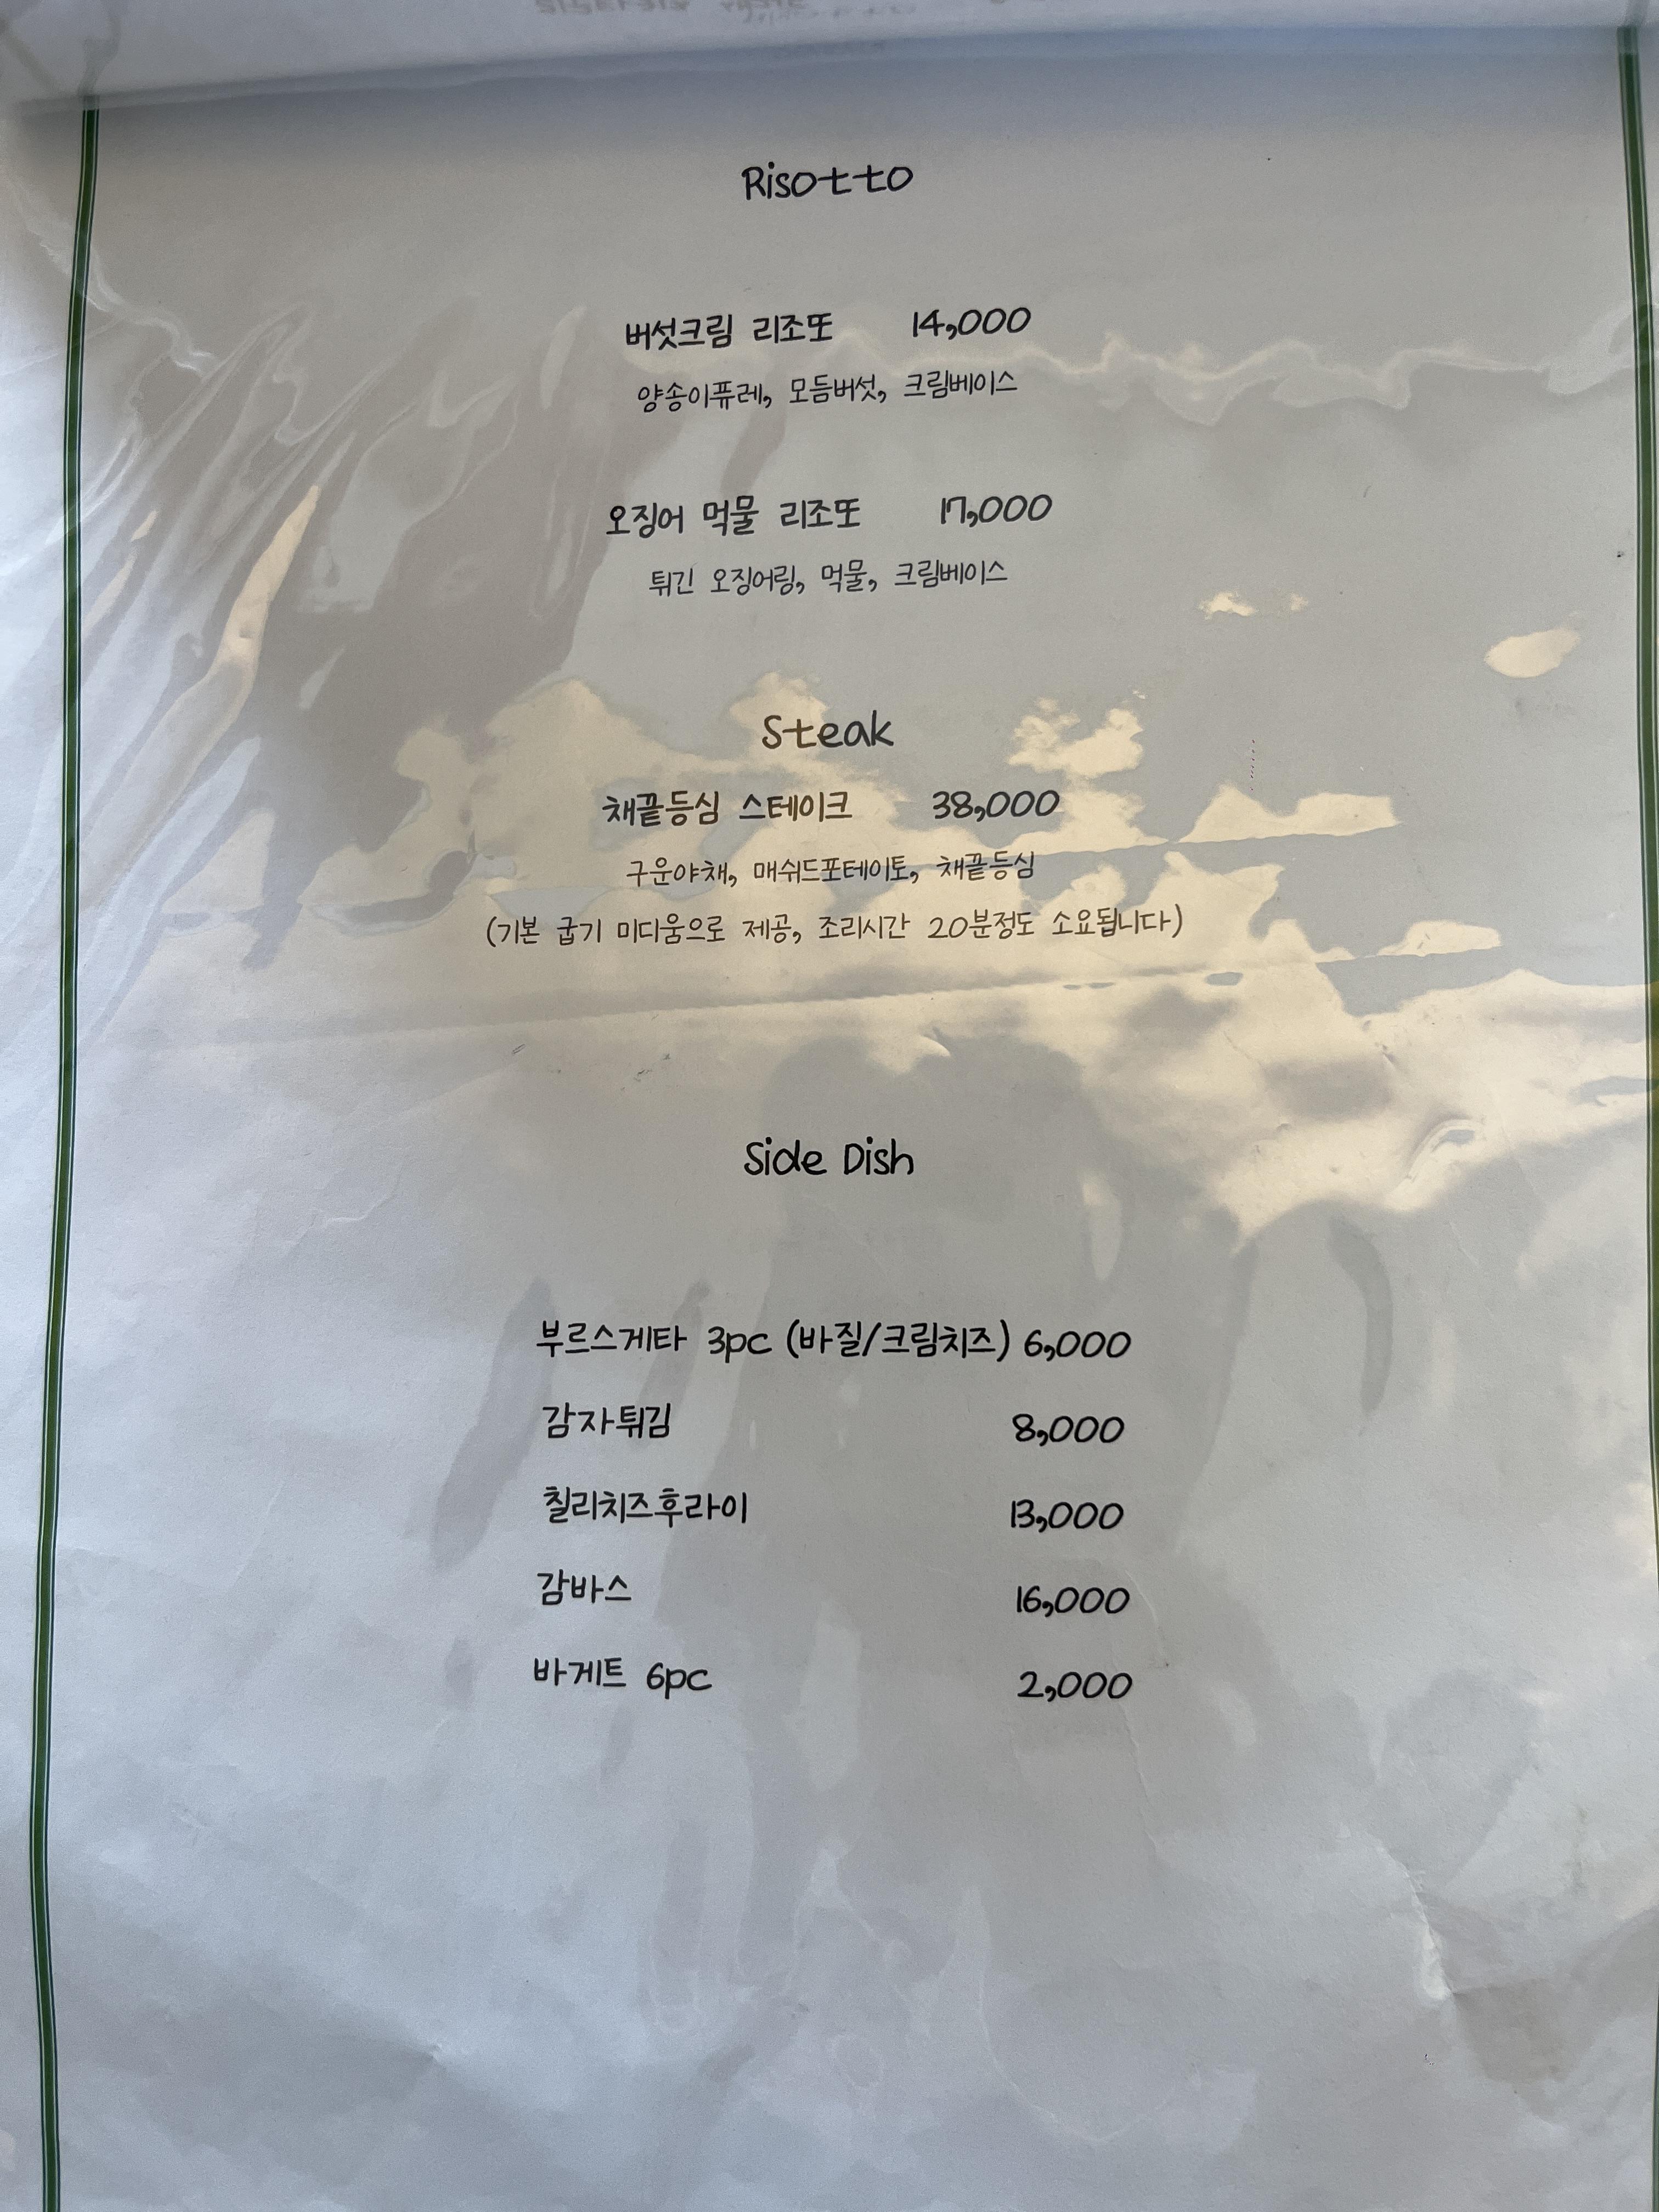 Risotto
버섯크림 리조또 14,000
양송이퓨레, 모듬버섯, 크림베이스
오징어 먹물 리조또 17,000
튀긴 오징어링, 먹물, 크림베이스
Steak
채끝등심 스테이크 38,000
구운야채, 매쉬드포테이토, 채끝등심
(기본 굽기 미디움으로 제공, 조리시간 20분정도 소요됩니다)
Side Dish
부르스게타 3pc (바질/크림치즈) 6,000
감자튀김 8,000
칠리치즈후라이 13,000
감바스 16,000
바게트 6pc 2,000